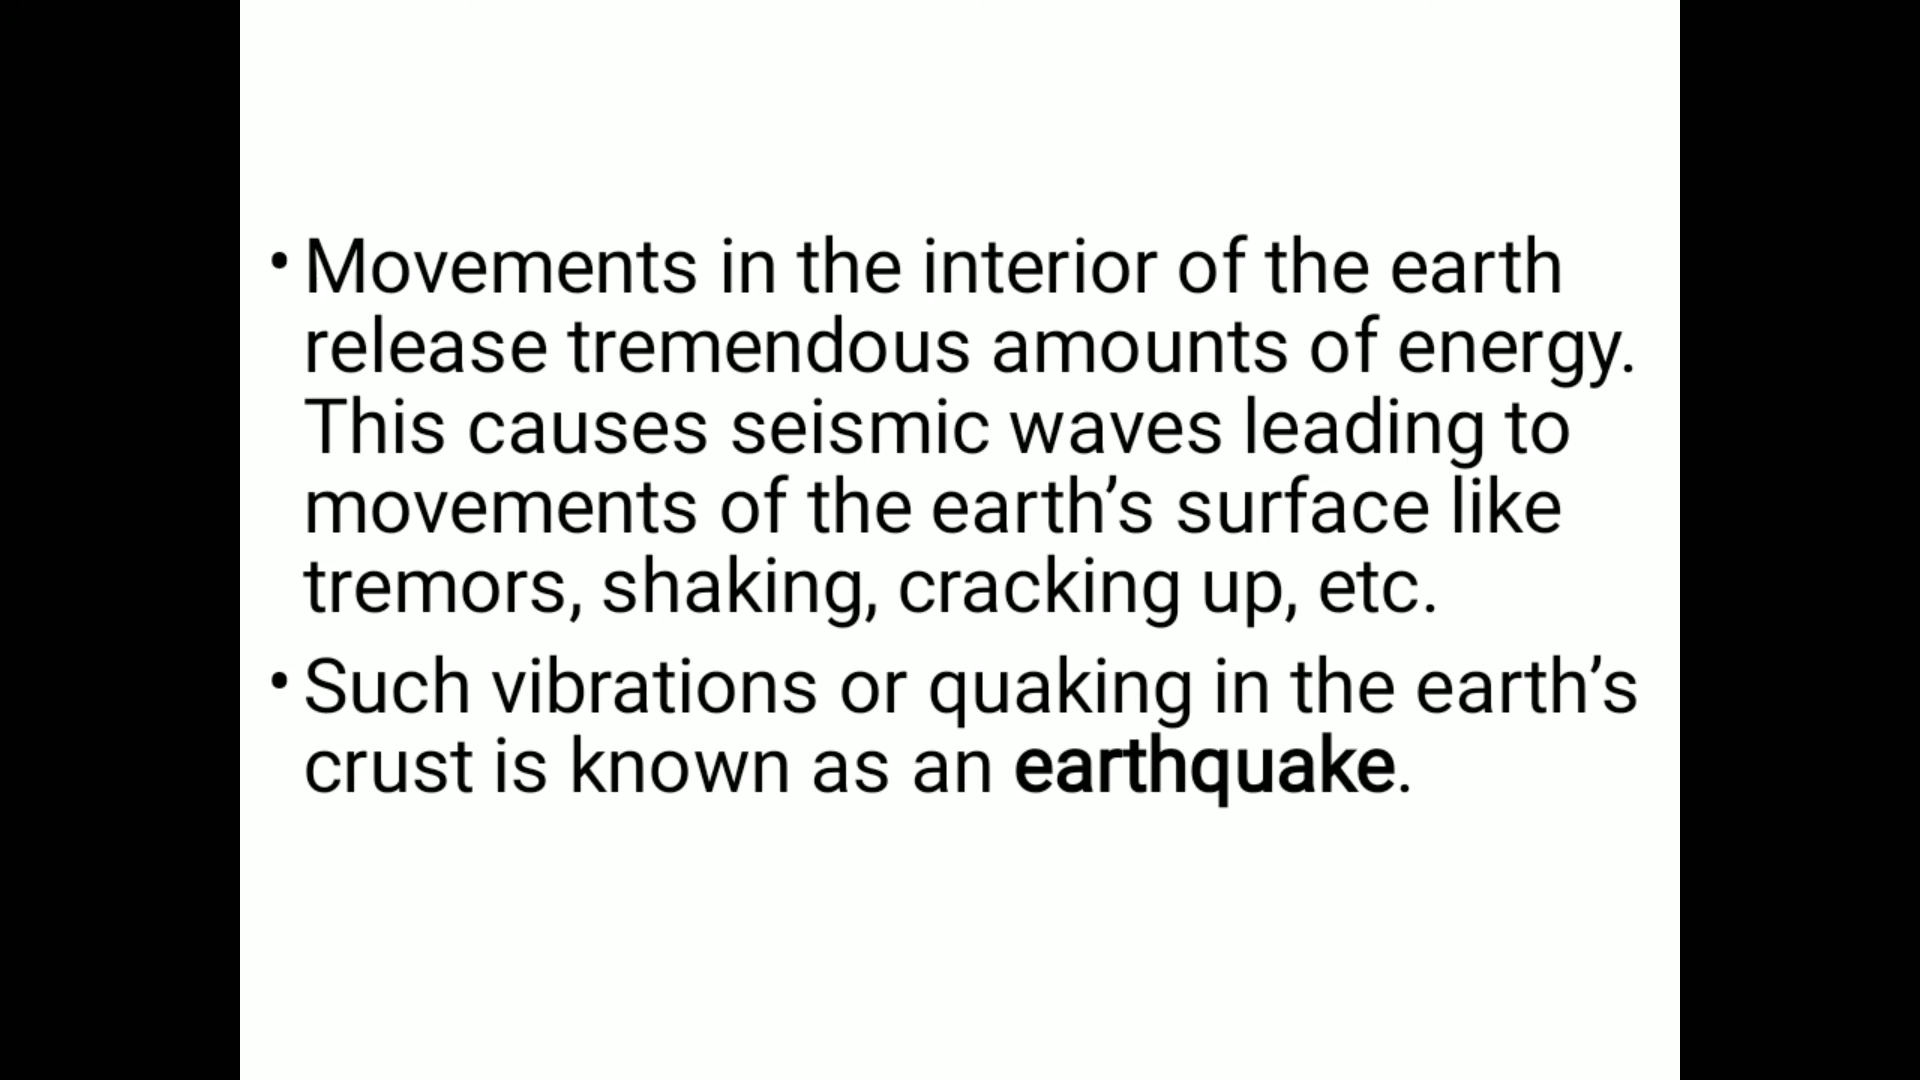 • Movements in the interior of the earth
release tremendous amounts of energy.
This causes seismic waves leading to
movements of the earth’s surface like
tremors, shaking, cracking up, etc.
• Such vibrations or quaking in the earth’s
crust is known as an earthquake.